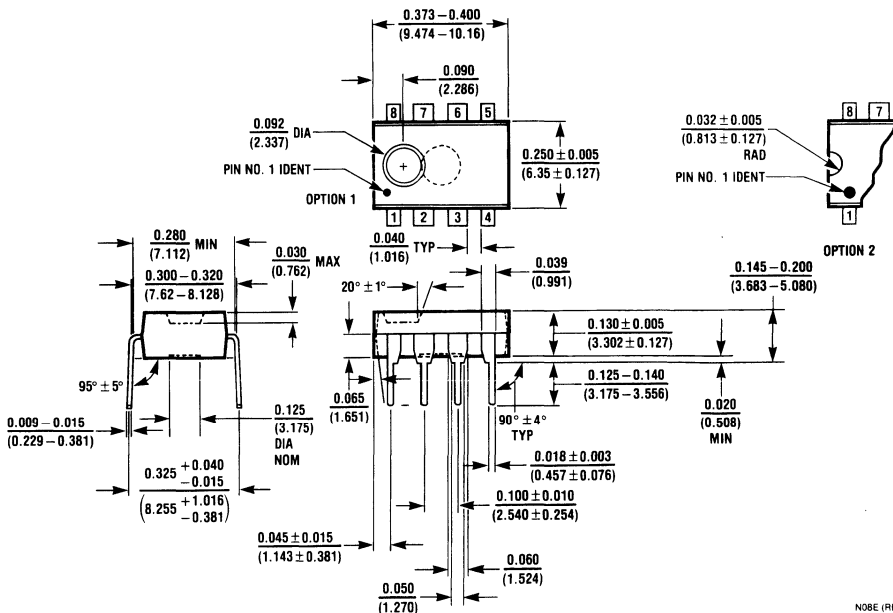 0.373 – 0.400
(9.474 – 10.16)
0.090
(2.286)
8 7 6 5
0.092 DIA
(2.337)
PIN NO. 1 IDENT
OPTION 1
1 2 3 4
0.250 ± 0.005
(6.35 ± 0.127)
0.032 ± 0.005
(0.813 ± 0.127)
RAD
PIN NO. 1 IDENT
8 7
1
OPTION 2
0.280 MIN
(7.112)
0.300 – 0.320
(7.62 – 8.128)
0.030 MAX
(0.762)
95° ± 5°
0.009 – 0.015
(0.229 – 0.381)
0.125
(3.175)
DIA
NOM
0.325 +0.040
−0.015
(8.255 +1.016
−0.381)
0.040 TYP
(1.016)
20° ± 1°
0.039
(0.991)
0.145 – 0.200
(3.683 – 5.080)
0.130 ± 0.005
(3.302 ± 0.127)
0.065
(1.651)
0.125 – 0.140
(3.175 – 3.556)
0.020
(0.508)
MIN
90° ± 4°
TYP
0.018 ± 0.003
(0.457 ± 0.076)
0.100 ± 0.010
(2.540 ± 0.254)
0.045 ± 0.015
(1.143 ± 0.381)
0.060
(1.524)
0.050
(1.270)
N08E